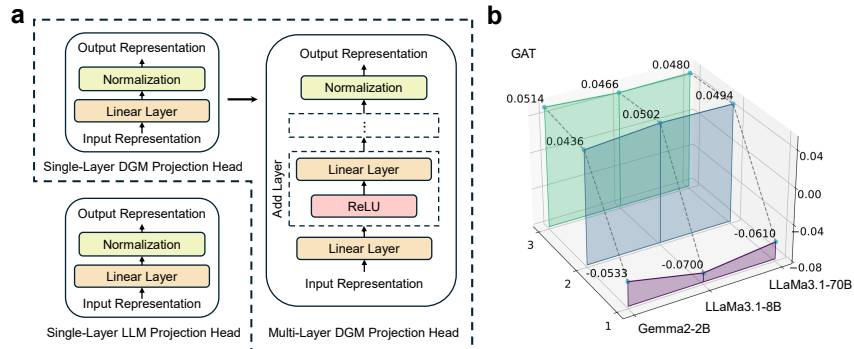 a
Output Representation
Normalization
Linear Layer
Input Representation
Single-Layer DGM Projection Head
Output Representation
Normalization
Linear Layer
Input Representation
Single-Layer LLM Projection Head
Output Representation
Normalization
⋮
Add Layer
Linear Layer
ReLU
Linear Layer
Input Representation
Multi-Layer DGM Projection Head
b
GAT
0.0514
0.0466
0.0480
0.0436
0.0502
0.0494
-0.0533
-0.0700
-0.0610
0.04
0.00
−0.04
−0.08
3
2
1
Gemma2-2B
LLaMa3.1-8B
LLaMa3.1-70B